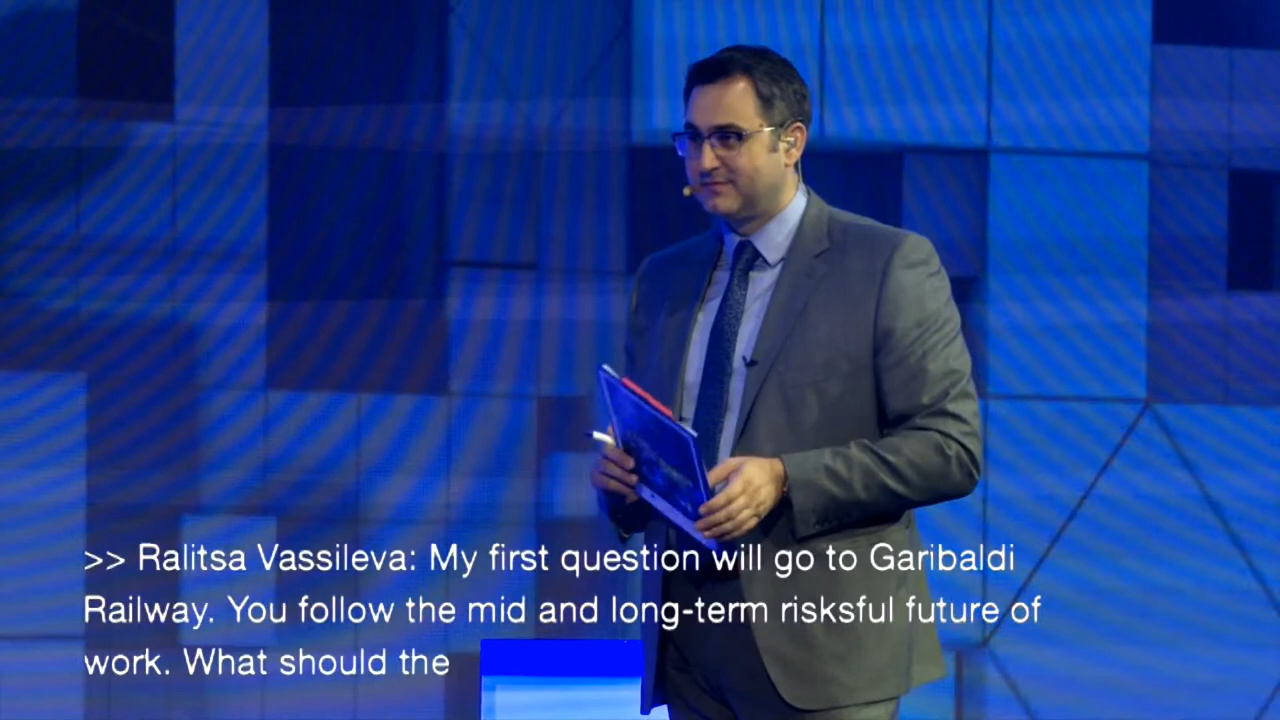 >> Ralitsa Vassileva: My first question will go to Garibaldi
Railway. You follow the mid and long-term risksful future of
work. What should the